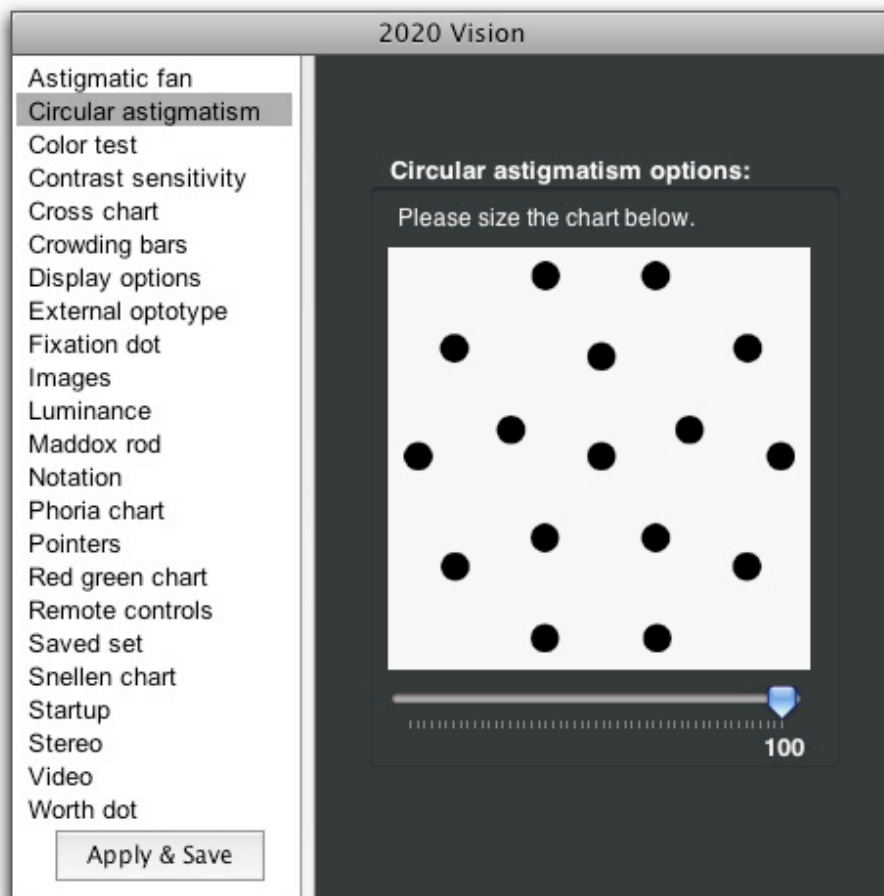 2020 Vision
Astigmatic fan
Circular astigmatism
Color test
Contrast sensitivity
Cross chart
Crowding bars
Display options
External optotype
Fixation dot
Images
Luminance
Maddox rod
Notation
Phoria chart
Pointers
Red green chart
Remote controls
Saved set
Snellen chart
Startup
Stereo
Video
Worth dot
Apply & Save
Circular astigmatism options:
Please size the chart below.
100